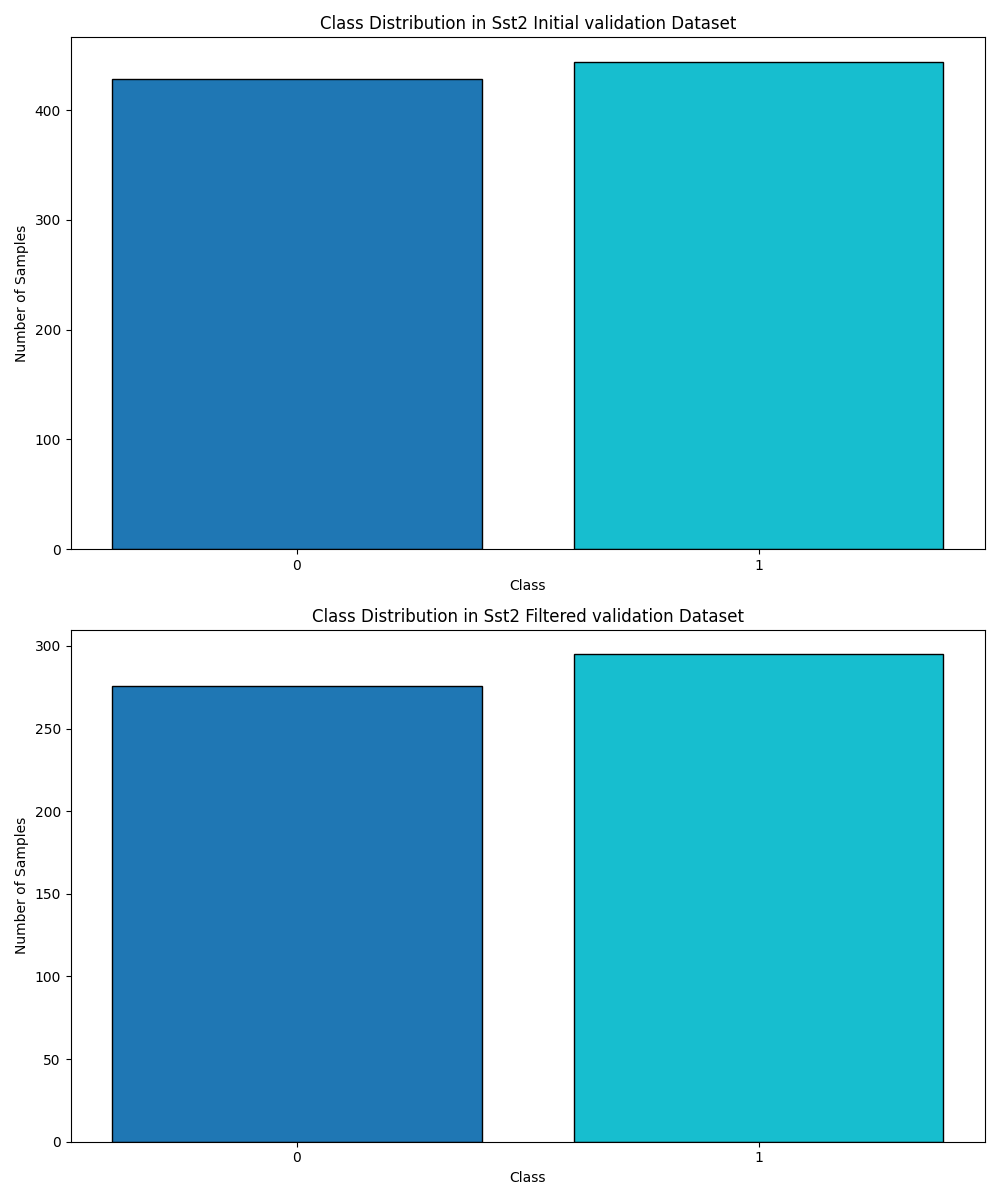 Class Distribution in Sst2 Initial validation Dataset
400
300
200
100
0
Number of Samples
0 1
Class
Class Distribution in Sst2 Filtered validation Dataset
300
250
200
150
100
50
0
Number of Samples
0 1
Class